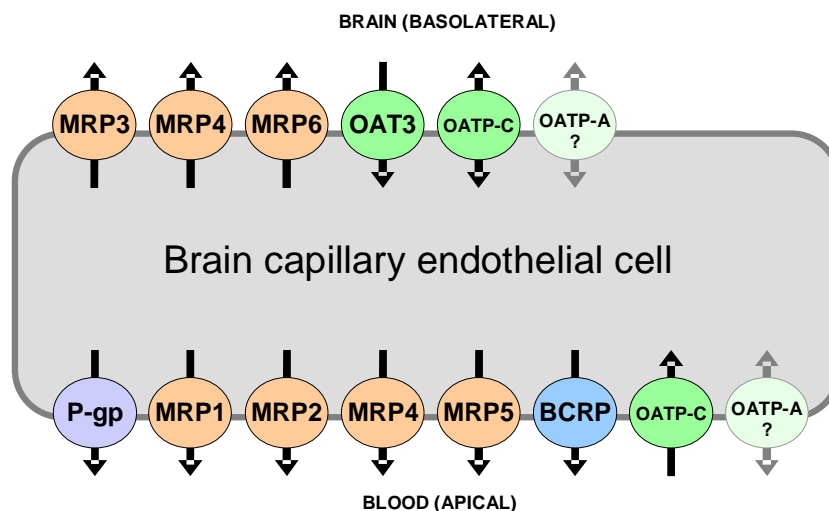 BRAIN (BASOLATERAL)
MRP3
MRP4
MRP6
OAT3
OATP-C
OATP-A
?
Brain capillary endothelial cell
P-gp
MRP1
MRP2
MRP4
MRP5
BCRP
OATP-C
OATP-A
?
BLOOD (APICAL)